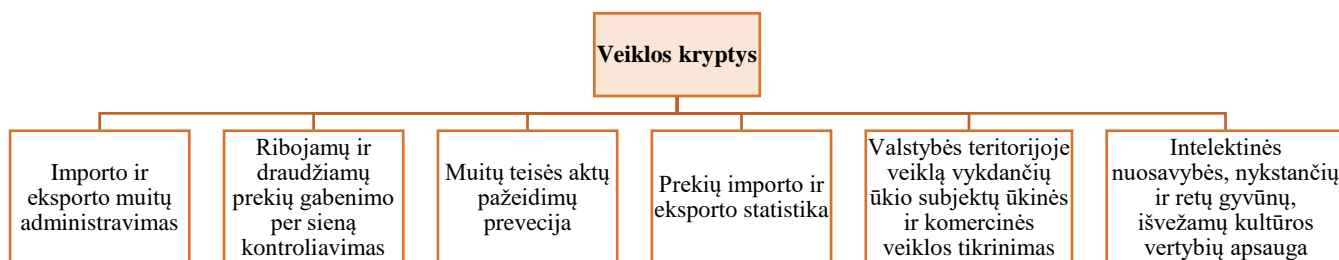 Veiklos kryptys
Importo ir
eksporto muitų
administravimas
Ribojamų ir
draudžiamų
prekių gabenimo
per sieną
kontroliavimas
Muitų teisės aktų
pažeidimų
prevecija
Prekių importo ir
eksporto statistika
Valstybės teritorijoje
veiklą vykdančių
ūkio subjektų ūkinės
ir komercinės
veiklos tikrinimas
Intelektinės
nuosavybės, nykstančių
ir retų gyvūnų,
išvežamų kultūros
vertybių apsauga